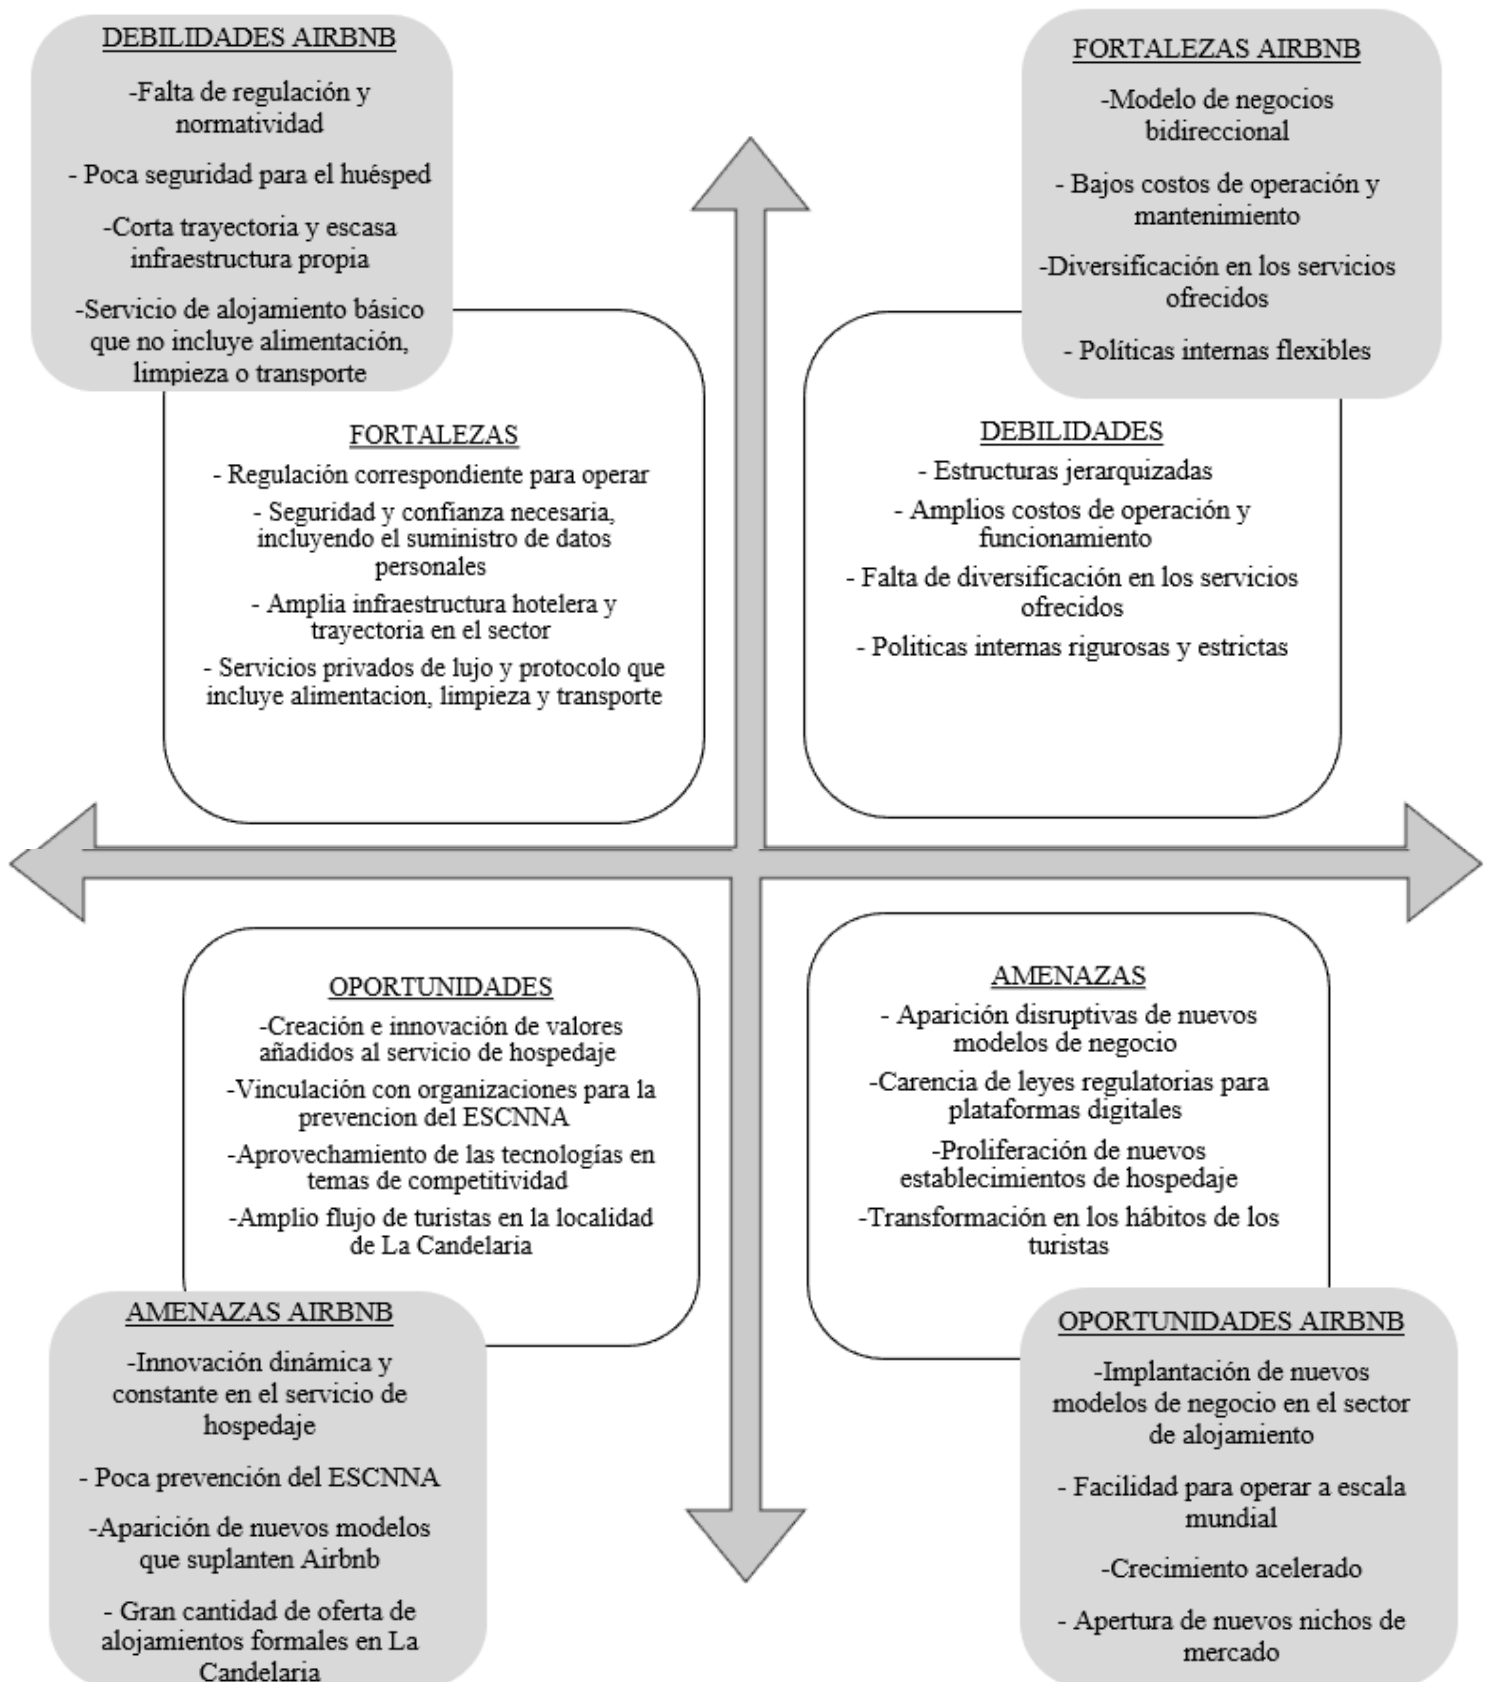 DEBILIDADES AIRBNB
-Falta de regulación y
normatividad
- Poca seguridad para el huésped
-Corta trayectoria y escasa
infraestructura propia
-Servicio de alojamiento básico
que no incluye alimentación,
limpieza o transporte
FORTALEZAS
- Regulación correspondiente para operar
- Seguridad y confianza necesaria,
incluyendo el suministro de datos
personales
- Amplia infraestructura hotelera y
trayectoria en el sector
- Servicios privados de lujo y protocolo que
incluye alimentacion, limpieza y transporte
FORTALEZAS AIRBNB
-Modelo de negocios
bidireccional
- Bajos costos de operación y
mantenimiento
-Diversificación en los servicios
ofrecidos
- Políticas internas flexibles
DEBILIDADES
- Estructuras jerarquizadas
- Amplios costos de operación y
funcionamiento
- Falta de diversificación en los servicios
ofrecidos
- Politicas internas rigurosas y estrictas
OPORTUNIDADES
-Creación e innovación de valores
añadidos al servicio de hospedaje
-Vinculación con organizaciones para la
prevencion del ESCNNA
-Aprovechamiento de las tecnologías en
temas de competitividad
-Amplio flujo de turistas en la localidad
de La Candelaria
AMENAZAS AIRBNB
-Innovación dinámica y
constante en el servicio de
hospedaje
- Poca prevención del ESCNNA
-Aparición de nuevos modelos
que suplanten Airbnb
- Gran cantidad de oferta de
alojamientos formales en La
Candelaria
AMENAZAS
- Aparición disruptivas de nuevos
modelos de negocio
-Carencia de leyes regulatorias para
plataformas digitales
-Proliferación de nuevos
establecimientos de hospedaje
-Transformación en los hábitos de los
turistas
OPORTUNIDADES AIRBNB
-Implantación de nuevos
modelos de negocio en el sector
de alojamiento
- Facilidad para operar a escala
mundial
-Crecimiento acelerado
- Apertura de nuevos nichos de
mercado